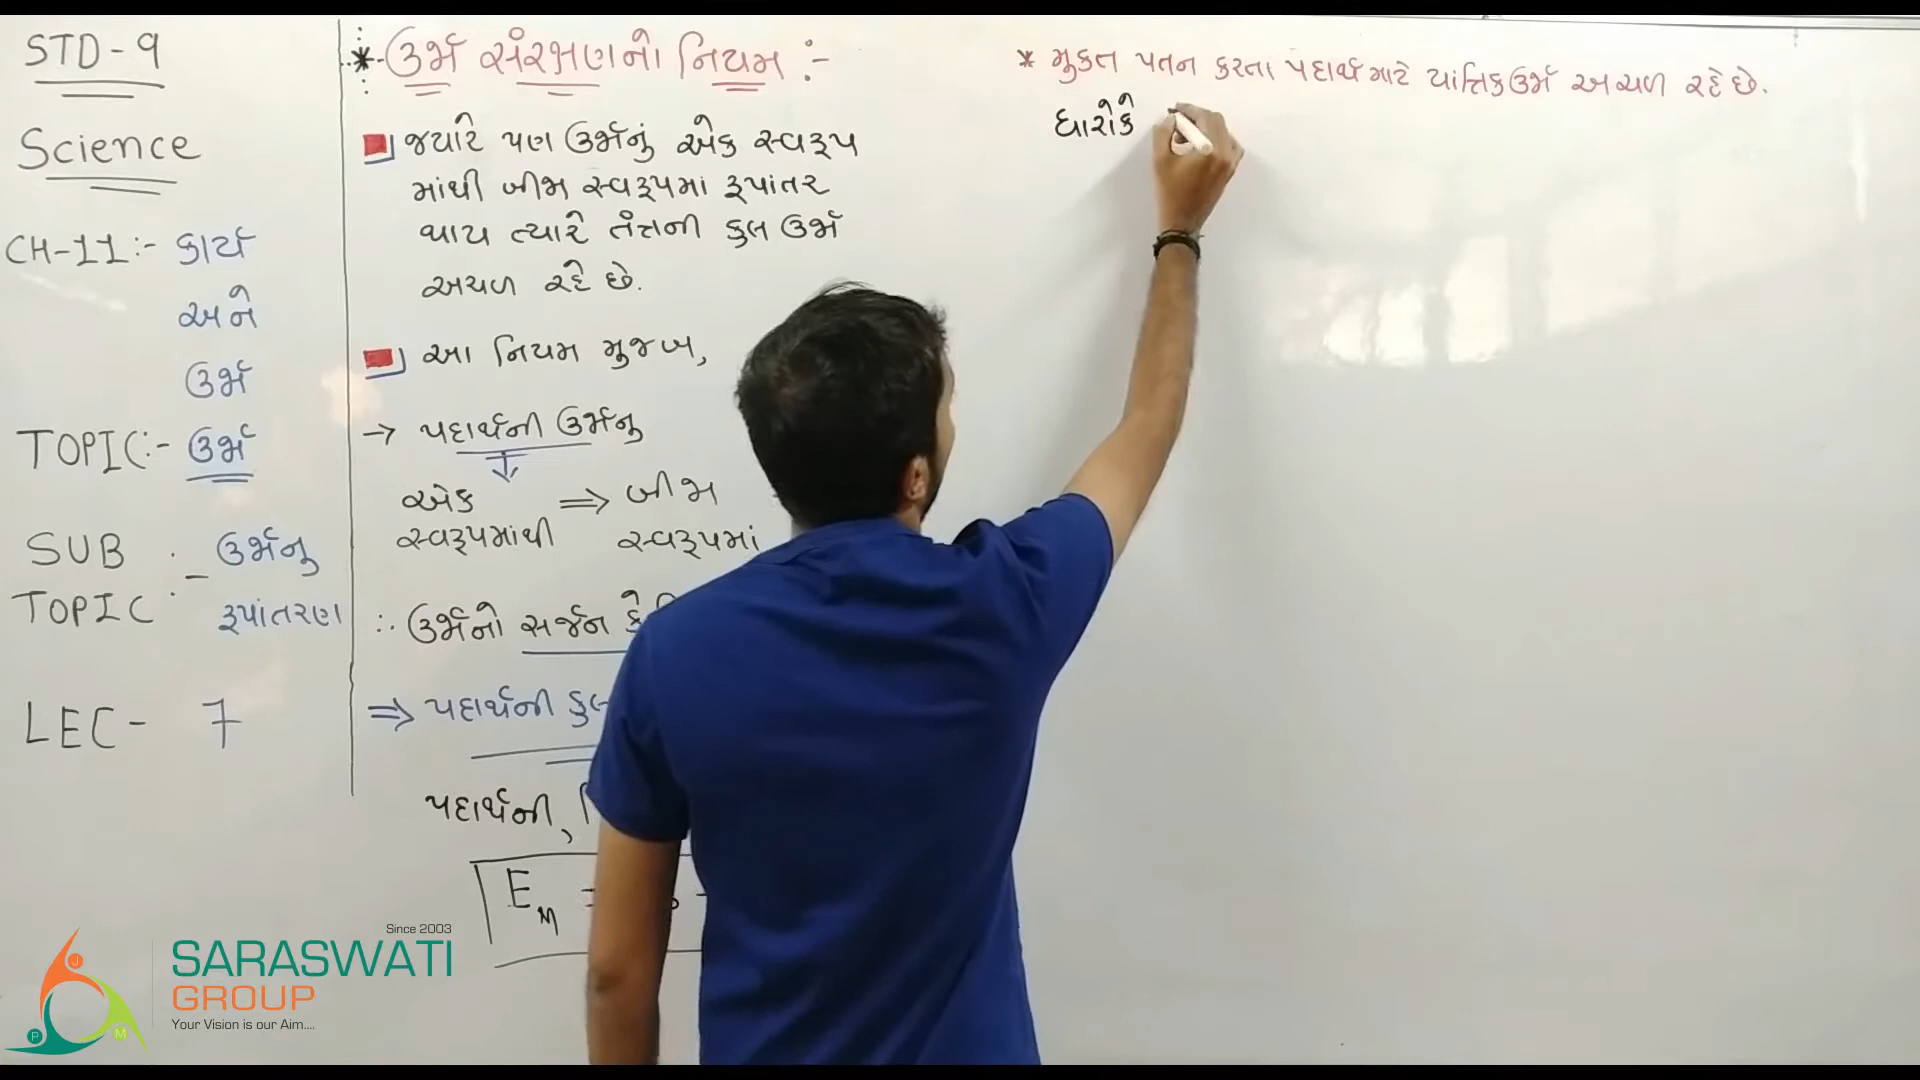 STD-9
Science
CH-11:- કાર્ય
અને
ઉર્જા
TOPIC:- ઉર્જા
SUB
TOPIC :- ઉર્જાનુ
રૂપાંતરણ
LEC- 7
* ઉર્જા સંરક્ષણનો નિયમ :-
જયારે પણ ઉર્જાનું એક સ્વરૂપ
માંથી બીજા સ્વરૂપમાં રૂપાંતર
થાય ત્યારે તંત્રની કુલ ઉર્જા
અચળ રહે છે.
આ નિયમ મુજબ,
→ પદાર્થની ઉર્જાનુ
એક ⇒ બીજા
સ્વરૂપમાંથી સ્વરૂપમાં
∴ ઉર્જાનો સર્જન કે
⇒ પદાર્થની કુલ
પદાર્થની,
E_M =
* મુકત પતન કરતા પદાર્થ માટે યાંત્રિક ઉર્જા અચળ રહે છે.
ધારોકે
Since 2003
SARASWATI
GROUP
Your Vision is our Aim....
J
P
M